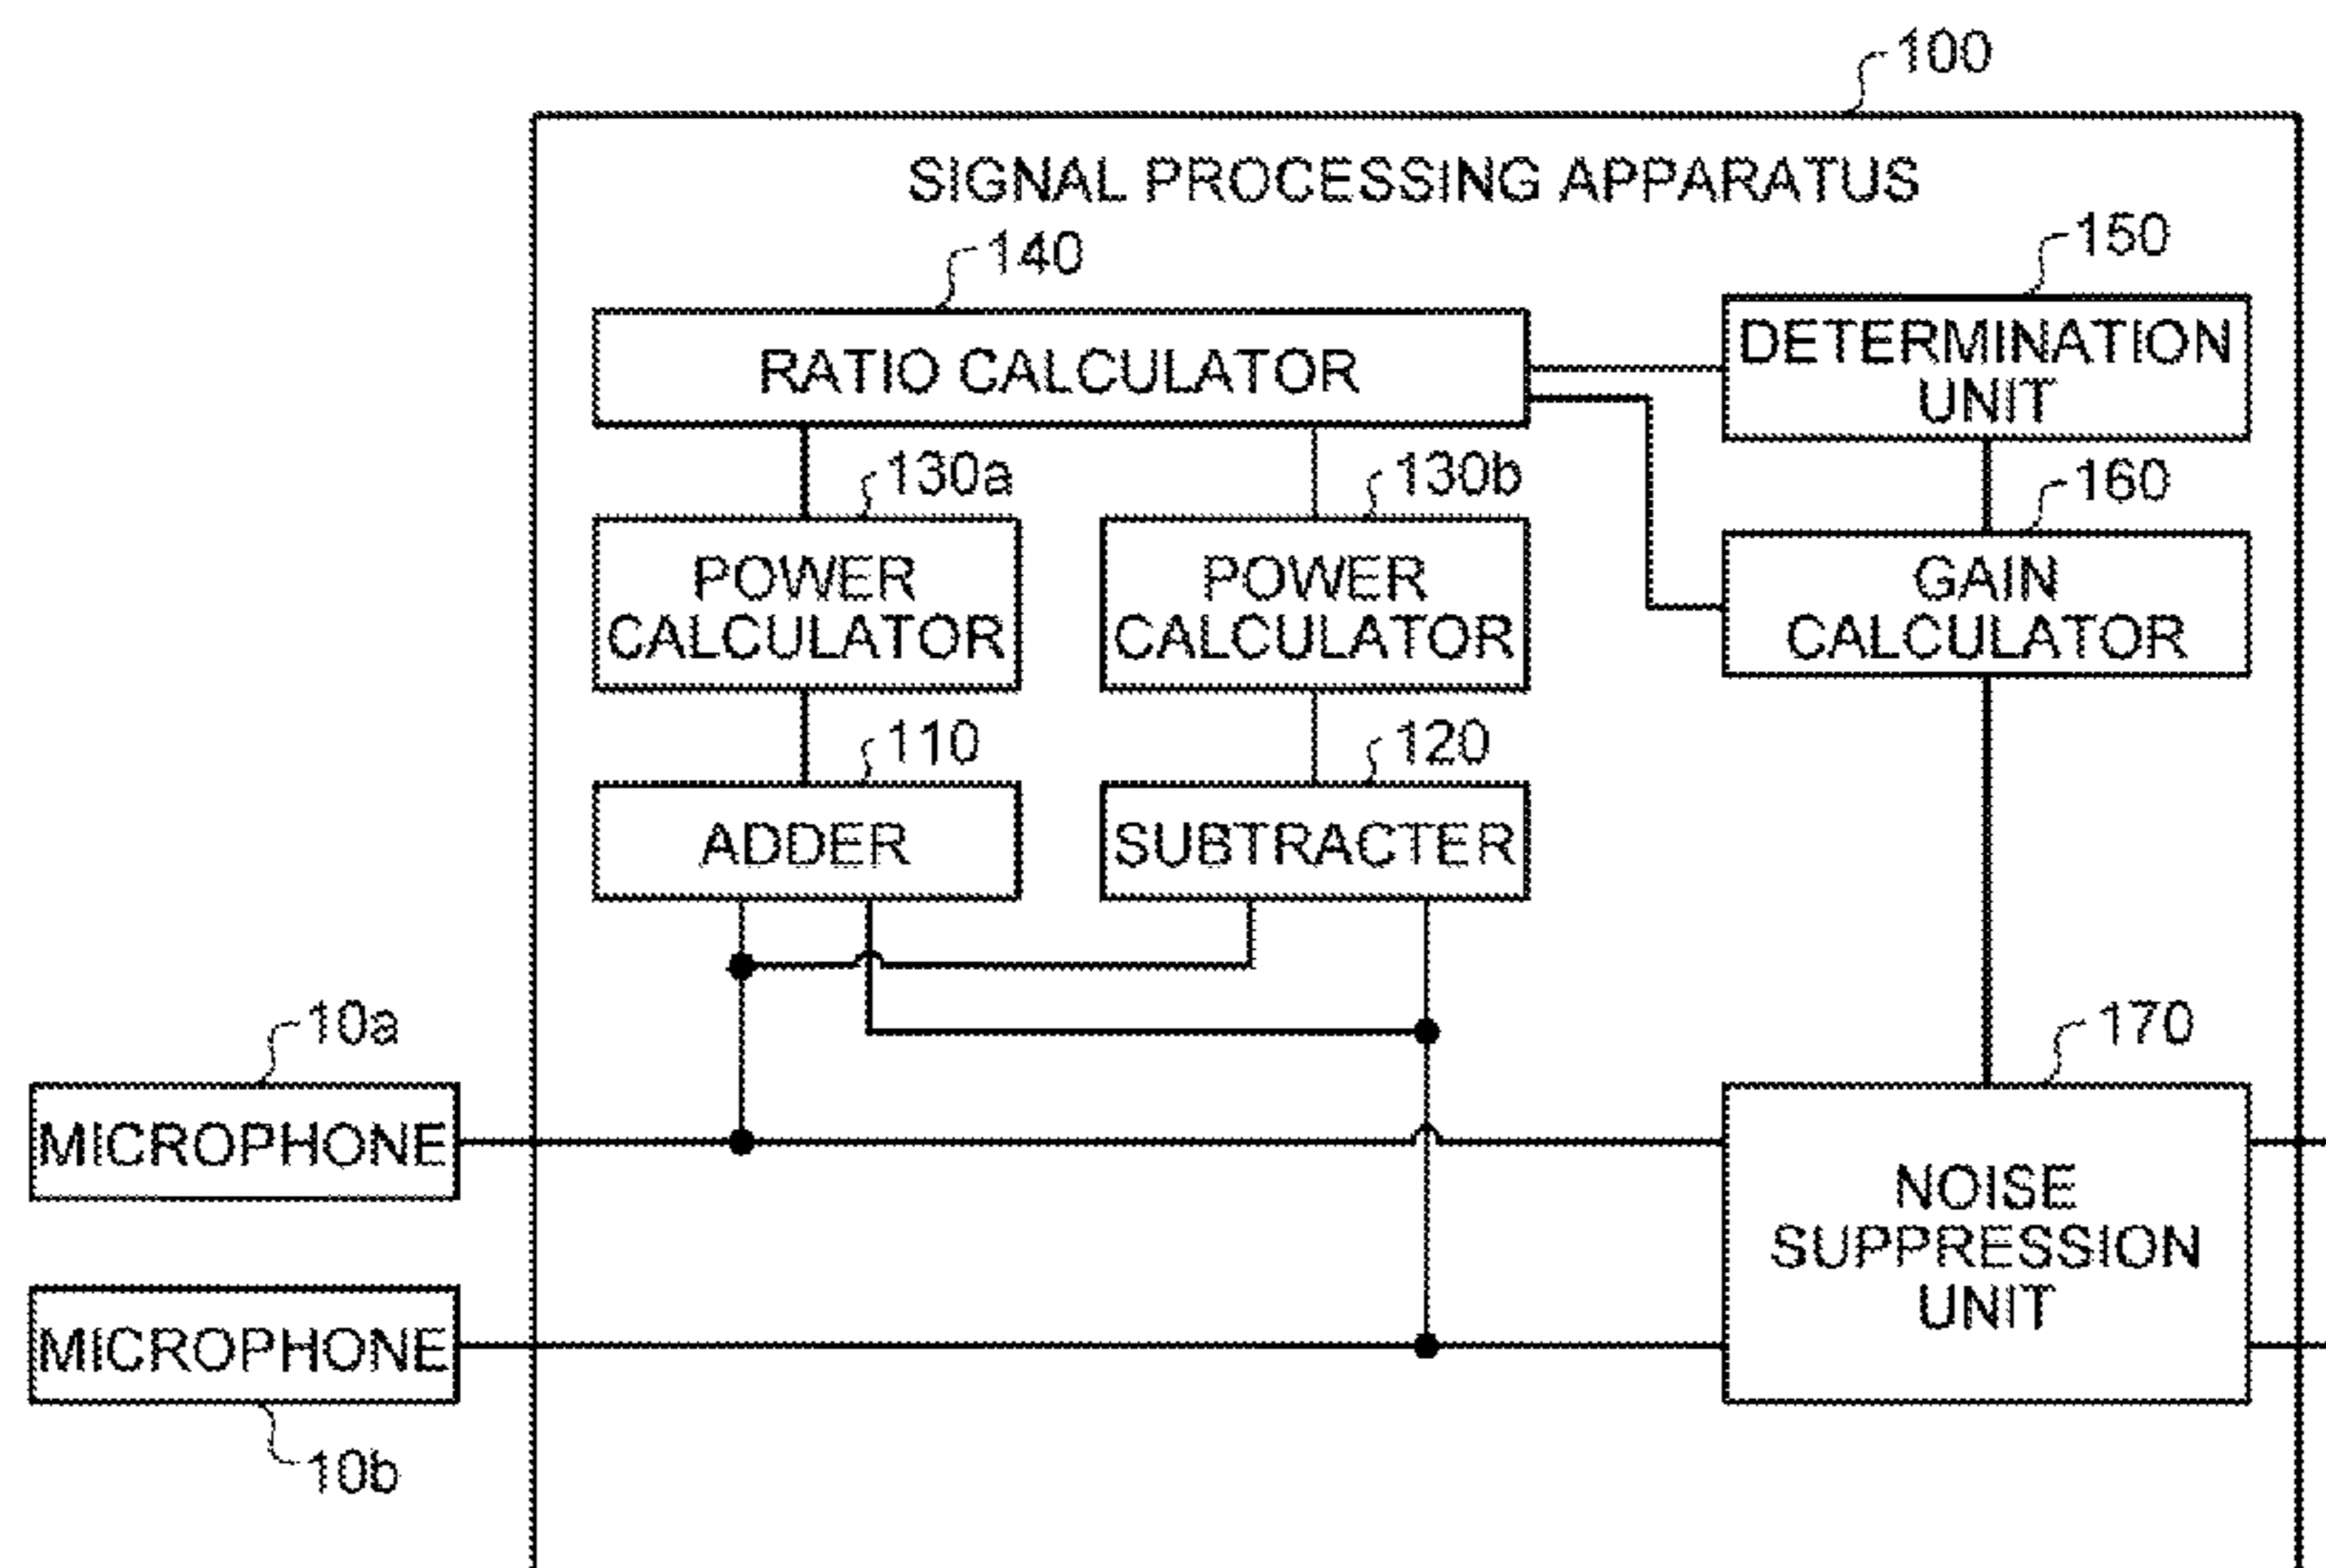 100
SIGNAL PROCESSING APPARATUS
140
150
RATIO CALCULATOR
DETERMINATION
UNIT
130a
130b
160
POWER
CALCULATOR
POWER
CALCULATOR
GAIN
CALCULATOR
110
120
ADDER
SUBTRACTER
10a
170
MICROPHONE
NOISE
SUPPRESSION
UNIT
MICROPHONE
10b